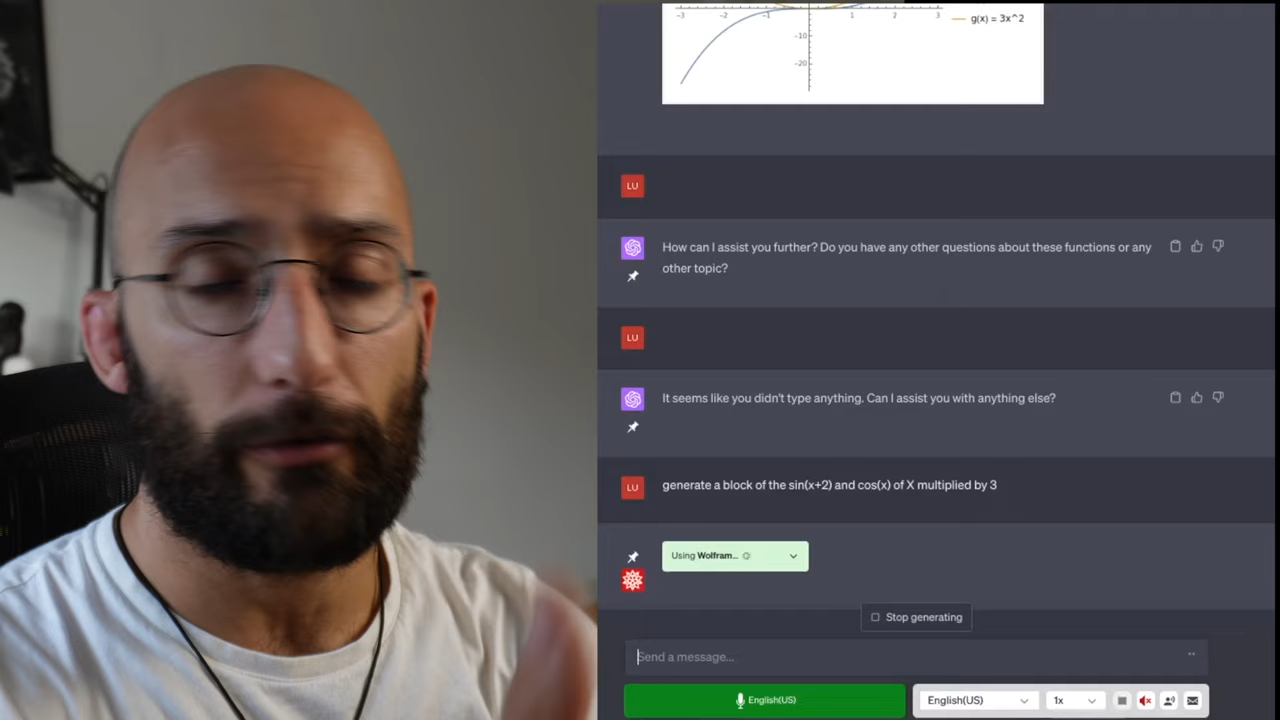 -3
-2
-1
1
2
3
g(x) = 3x^2
-10
-20
LU
How can I assist you further? Do you have any other questions about these functions or any
other topic?
LU
It seems like you didn't type anything. Can I assist you with anything else?
LU
generate a block of the sin(x+2) and cos(x) of X multiplied by 3
Using Wolfram...
Stop generating
Send a message...
English(US)
English(US)
1x